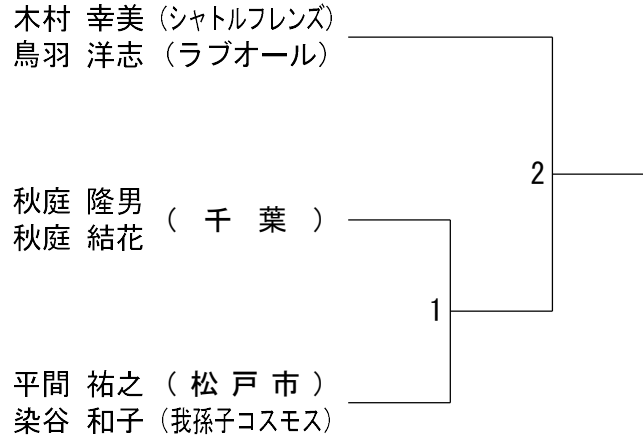 木村 幸美（シャトルフレンズ）
鳥羽 洋志（ラブオール）
2
秋庭 隆男
（ 千 葉 ）
秋庭 結花
1
平間 祐之（ 松 戸 市 ）
染谷 和子（我孫子コスモス）